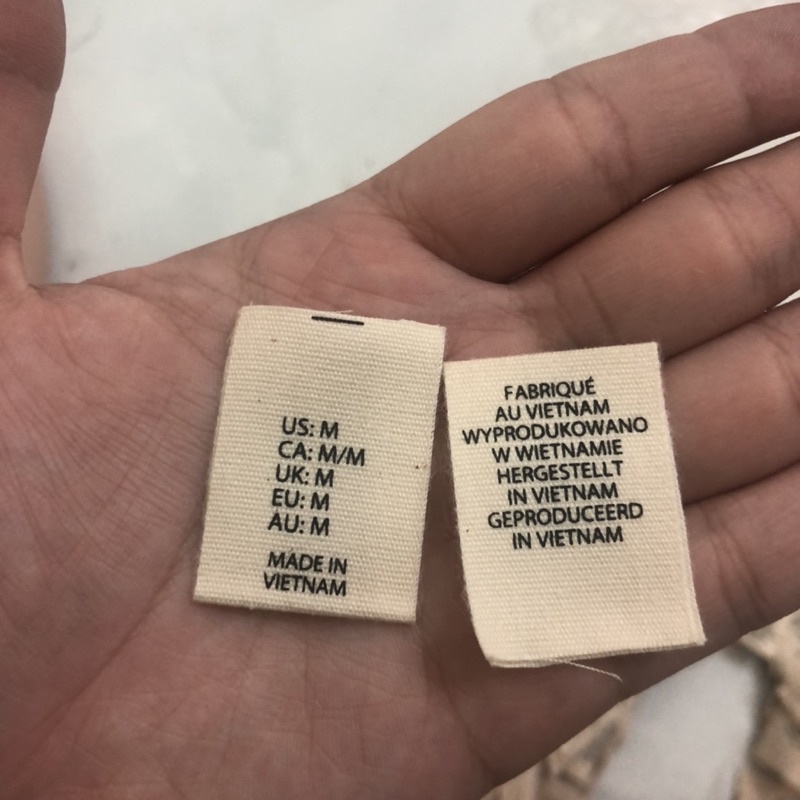 US: M
CA: M/M
UK: M
EU: M
AU: M
MADE IN
VIETNAM
FABRIQUÉ
AU VIETNAM
WYPRODUKOWANO
W WIETNAMIE
HERGESTELLT
IN VIETNAM
GEPRODUCEERD
IN VIETNAM